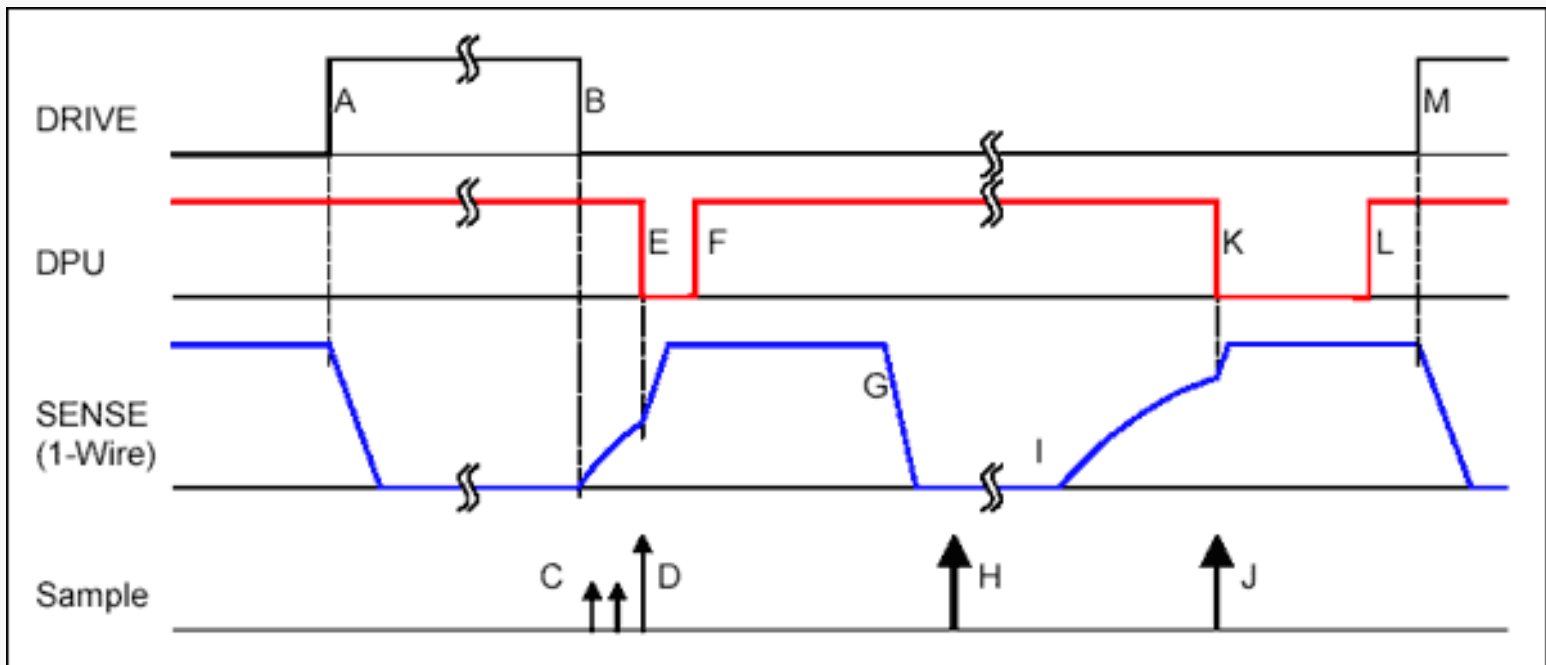 DRIVE A B M
DPU E F K L
SENSE
(1-Wire) G I
Sample C D H J